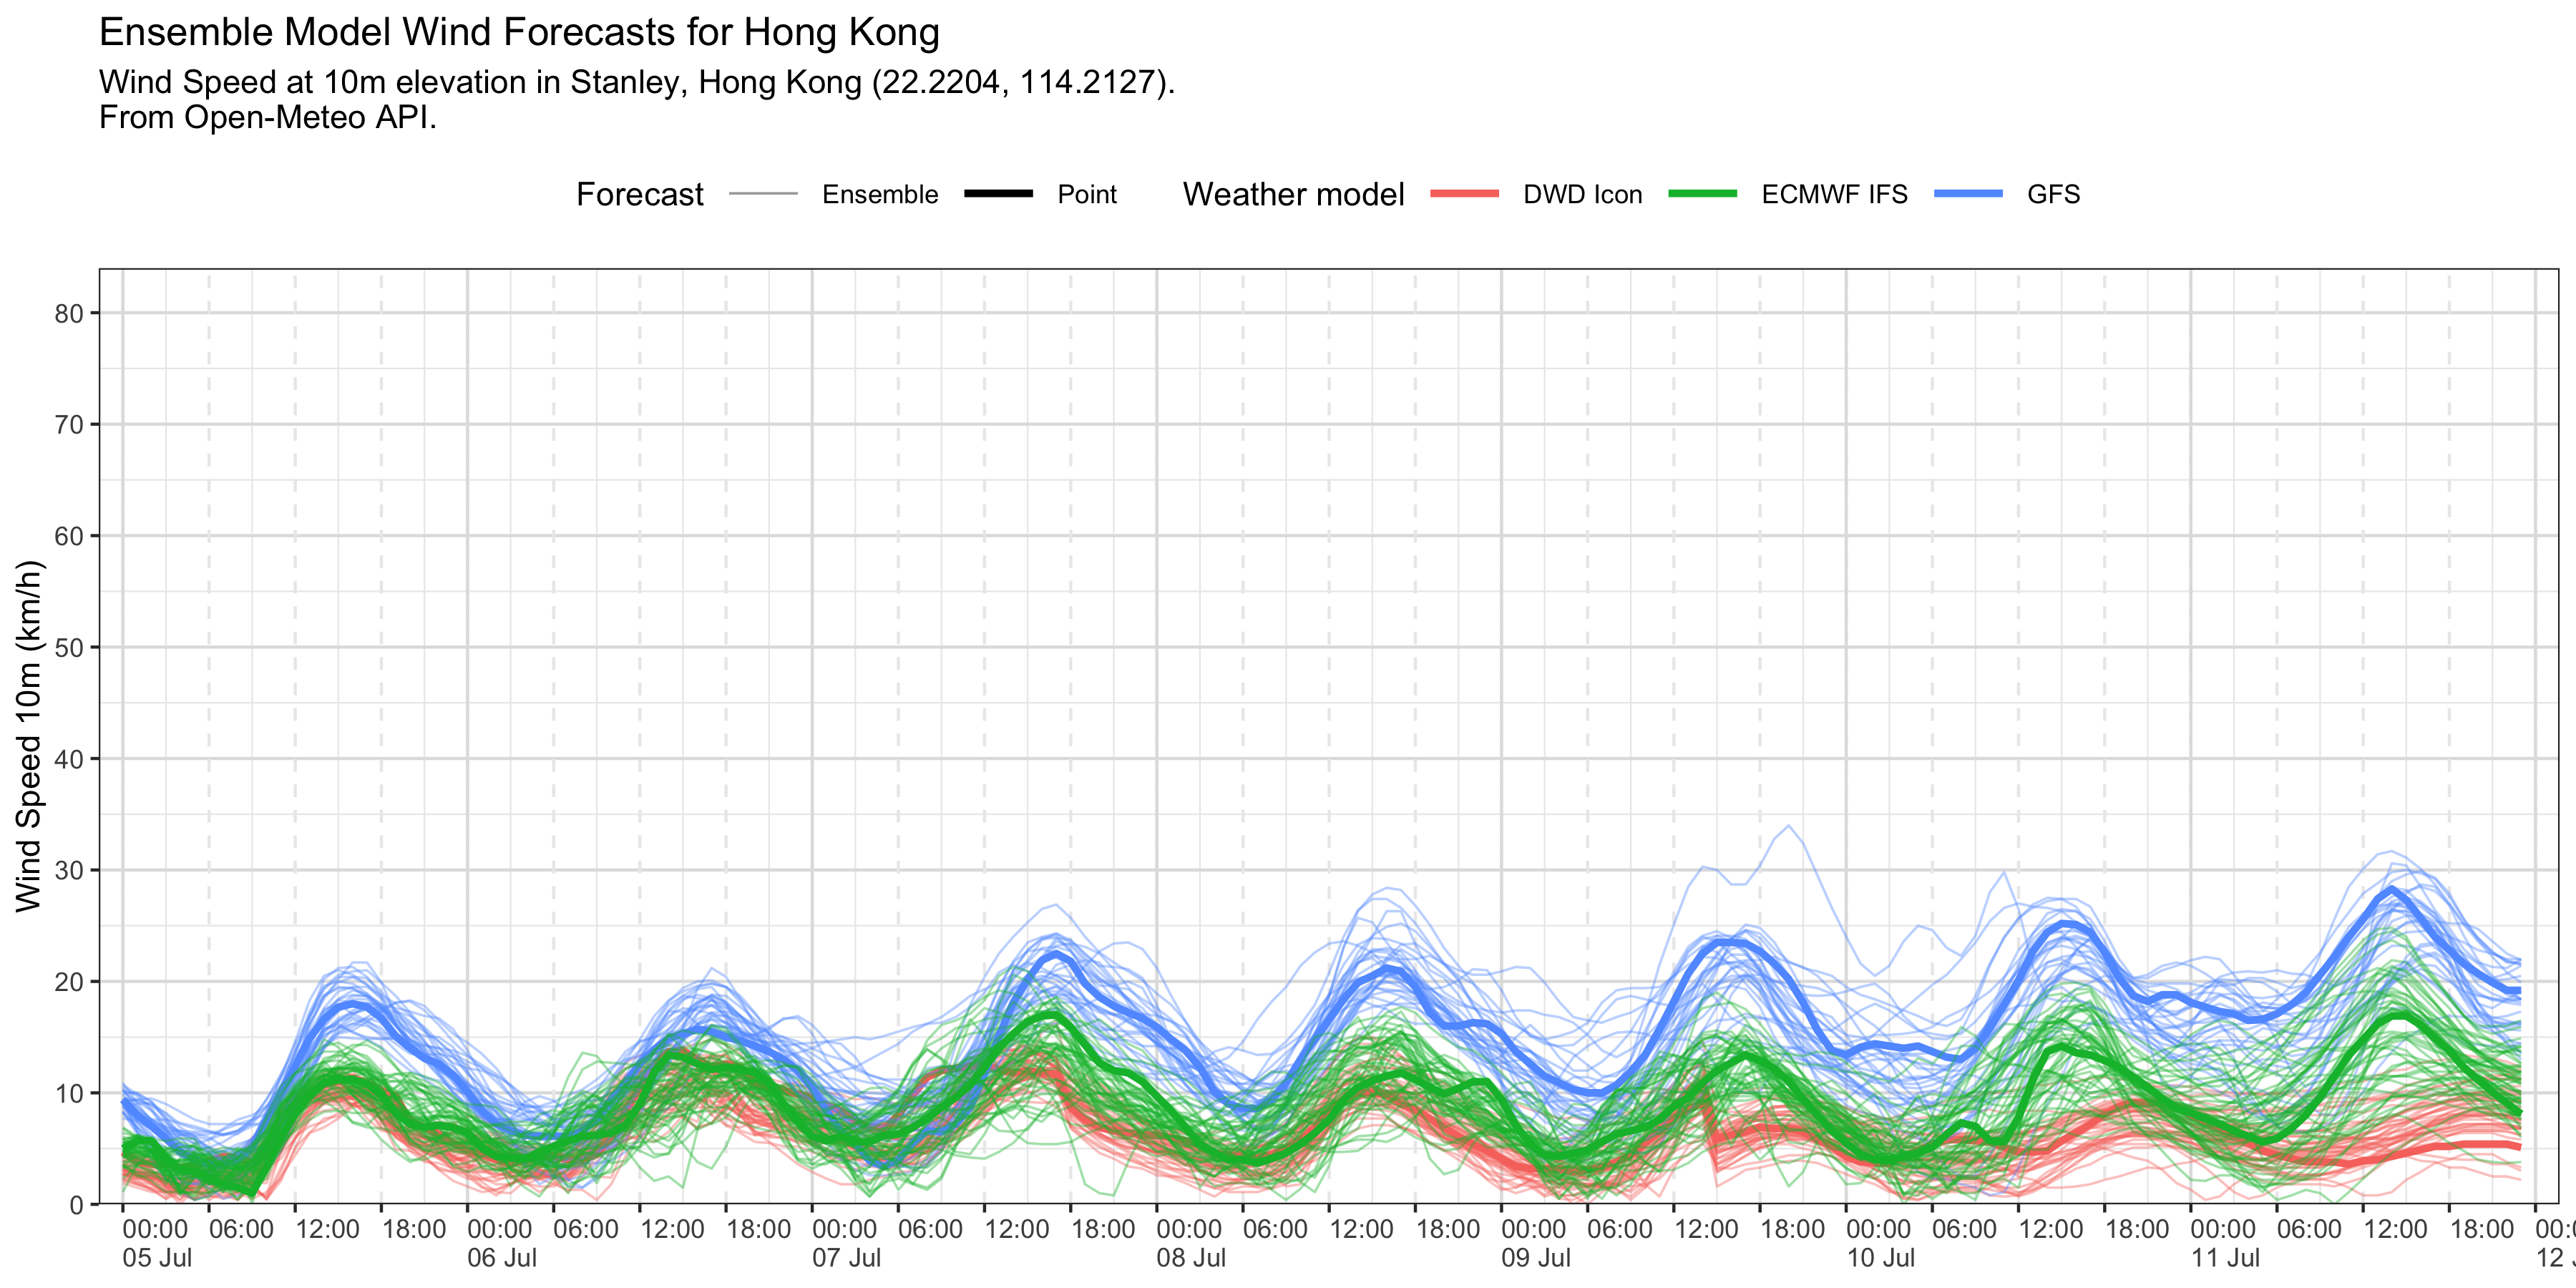 Ensemble Model Wind Forecasts for Hong Kong
Wind Speed at 10m elevation in Stanley, Hong Kong (22.2204, 114.2127).
From Open-Meteo API.
Forecast Ensemble Point Weather model DWD Icon ECMWF IFS GFS
Wind Speed 10m (km/h)
80
70
60
50
40
30
20
10
0
00:00 06:00 12:00 18:00 00:00 06:00 12:00 18:00 00:00 06:00 12:00 18:00 00:00 06:00 12:00 18:00 00:00 06:00 12:00 18:00 00:00 06:00 12:00 18:00 00:00 06:00 12:00 18:00
05 Jul 06 Jul 07 Jul 08 Jul 09 Jul 10 Jul 11 Jul 12